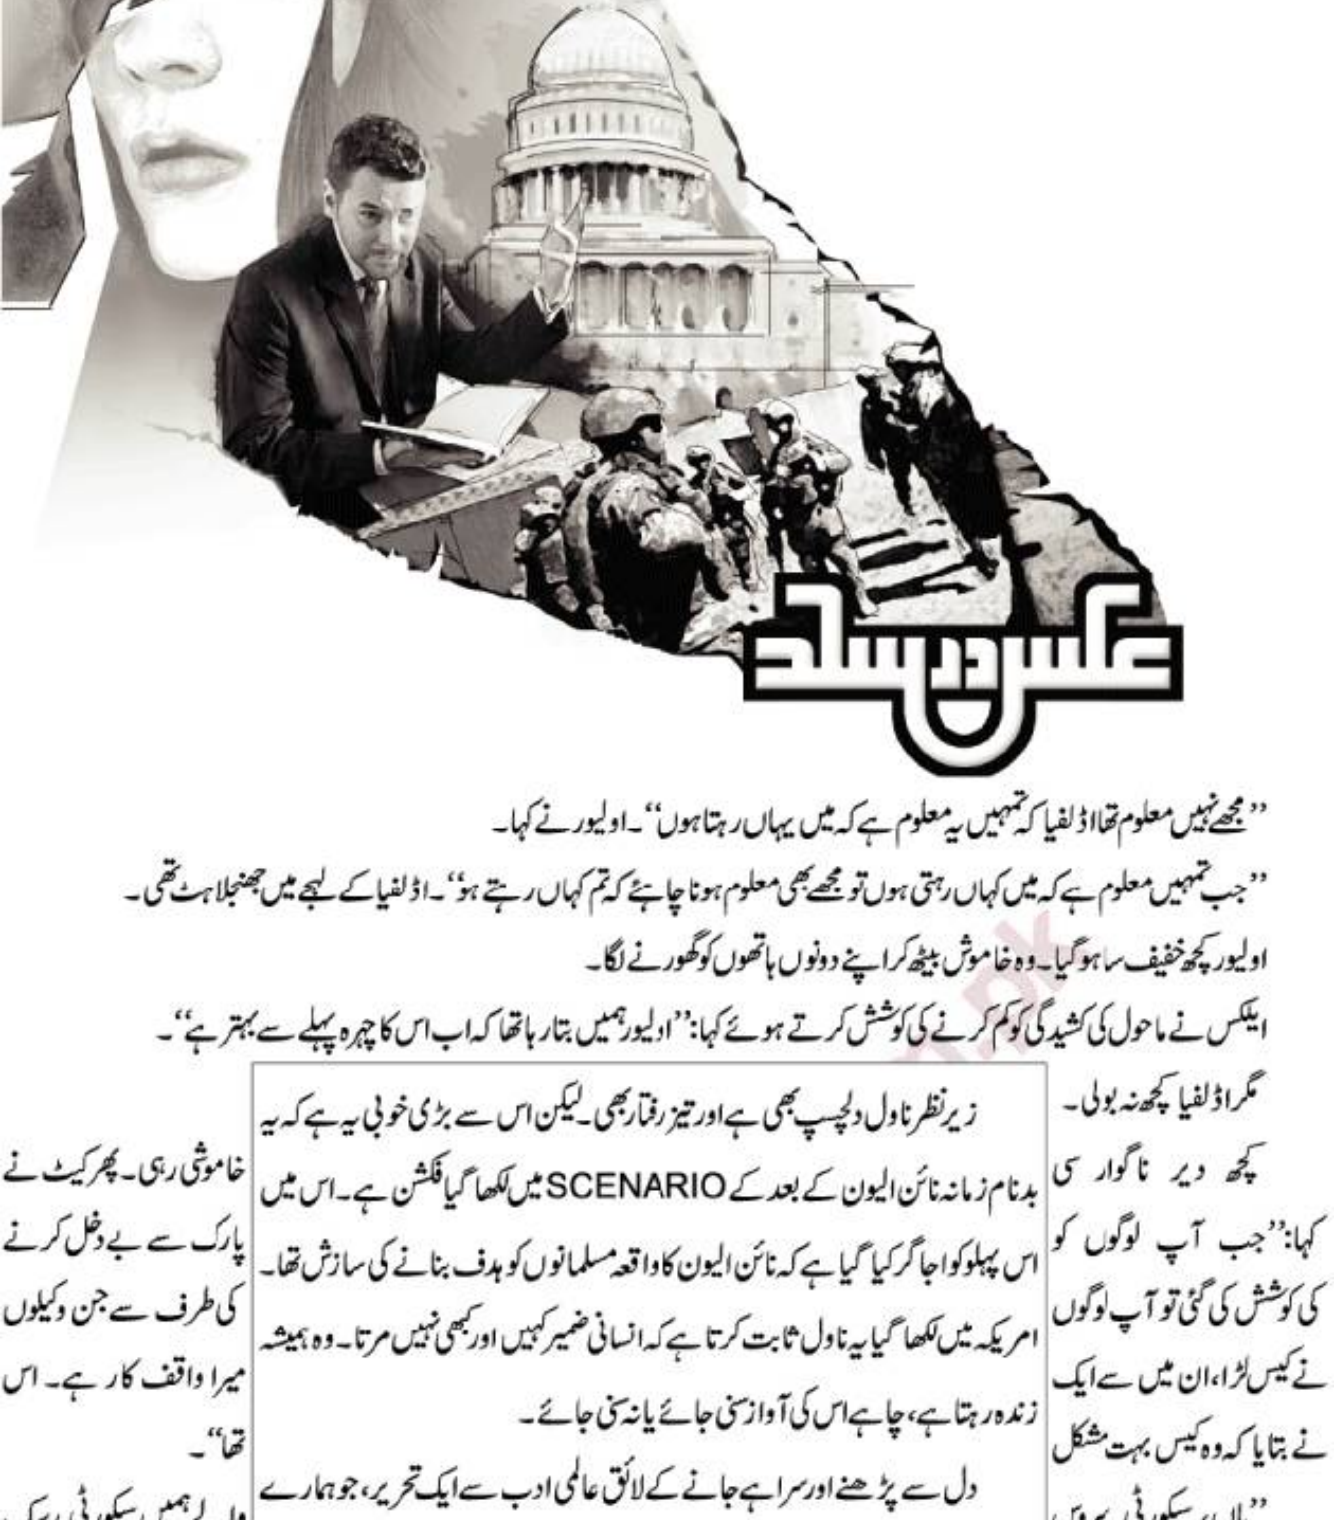 عکس در سلد
’’مجھے نہیں معلوم تھا اڈلفیا کہ تمہیں یہ معلوم ہے کہ میں یہاں رہتا ہوں‘‘۔ اولیور نے کہا۔
’’جب تمہیں معلوم ہے کہ میں کہاں رہتی ہوں تو مجھے بھی معلوم ہونا چاہئے کہ تم کہاں رہتے ہو‘‘۔ اڈلفیا کے لہجے میں جھنجلاہٹ تھی۔
اولیور کچھ خفیف سا ہو گیا۔ وہ خاموش بیٹھ کر اپنے دونوں ہاتھوں کو گھورنے لگا۔
ایلکس نے ماحول کی کشیدگی کو کم کرنے کی کوشش کرتے ہوئے کہا: ’’اولیور ہمیں بتا رہا تھا کہ اب اس کا چہرہ پہلے سے بہتر ہے‘‘۔
مگر اڈلفیا کچھ نہ بولی۔
کچھ دیر ناگوار سی خاموشی رہی۔ پھر کیٹ نے
کہا: ’’جب آپ لوگوں کو پارک سے بے دخل کرنے
کی کوشش کی گئی تو آپ لوگوں کی طرف سے جن وکیلوں
نے کیس لڑا، ان میں سے ایک میرا واقف کار ہے۔ اس
نے بتایا کہ وہ کیس بہت مشکل تھا‘‘۔
زیر نظر ناول دلچسپ بھی ہے اور تیز رفتار بھی۔ لیکن اس سے بڑی خوبی یہ ہے کہ یہ
بدنام زمانہ نائن الیون کے بعد کے SCENARIO میں لکھا گیا فکشن ہے۔ اس میں
اس پہلو کو اجاگر کیا گیا ہے کہ نائن الیون کا واقعہ مسلمانوں کو ہدف بنانے کی سازش تھا۔
امریکہ میں لکھا گیا یہ ناول ثابت کرتا ہے کہ انسانی ضمیر کہیں اور کبھی نہیں مرتا۔ وہ ہمیشہ
زندہ رہتا ہے، چاہے اس کی آواز سنی جائے یا نہ سنی جائے۔
دل سے پڑھنے اور سراہے جانے کے لائق عالمی ادب سے ایک تحریر، جو ہمارے